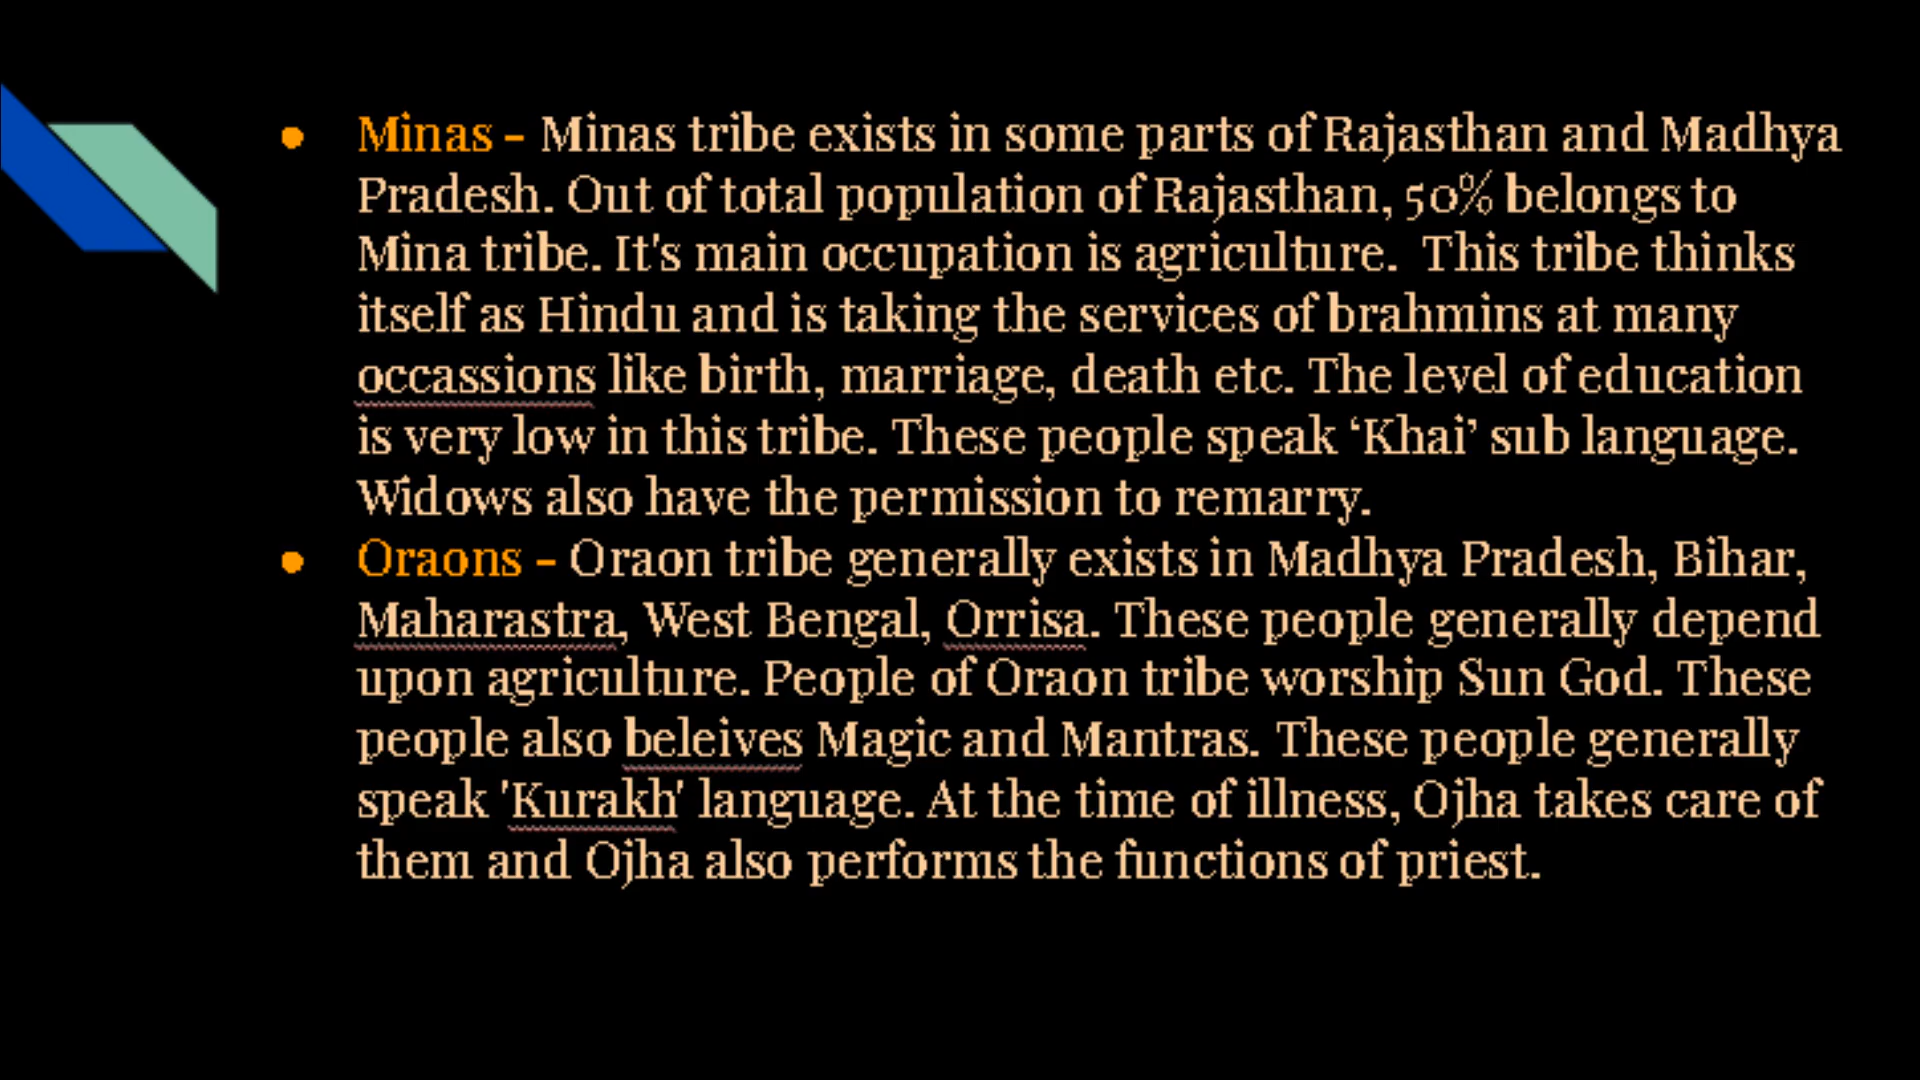 • Minas – Minas tribe exists in some parts of Rajasthan and Madhya
Pradesh. Out of total population of Rajasthan, 50% belongs to
Mina tribe. It's main occupation is agriculture.  This tribe thinks
itself as Hindu and is taking the services of brahmins at many
occassions like birth, marriage, death etc. The level of education
is very low in this tribe. These people speak ‘Khai’ sub language.
Widows also have the permission to remarry.
• Oraons – Oraon tribe generally exists in Madhya Pradesh, Bihar,
Maharastra, West Bengal, Orrisa. These people generally depend
upon agriculture. People of Oraon tribe worship Sun God. These
people also beleives Magic and Mantras. These people generally
speak 'Kurakh' language. At the time of illness, Ojha takes care of
them and Ojha also performs the functions of priest.